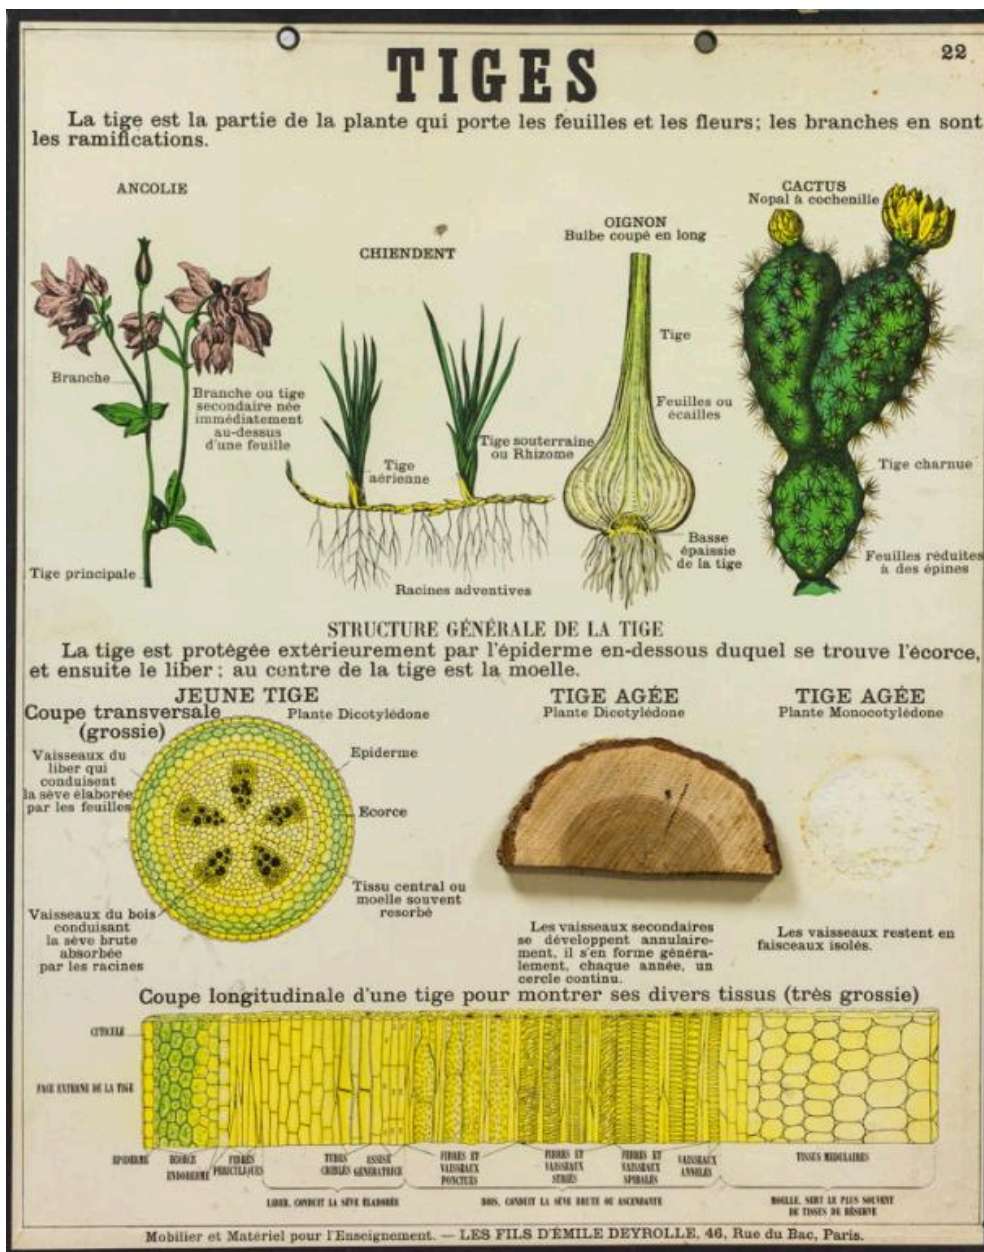 22
TIGES
La tige est la partie de la plante qui porte les feuilles et les fleurs; les branches en sont
les ramifications.
ANCOLIE
Branche
Branche ou tige
secondaire née
immédiatement
au-dessus
d'une feuille
Tige principale
CHIENDENT
Tige
aérienne
Tige souterraine
ou Rhizome
Racines adventives
OIGNON
Bulbe coupé en long
Tige
Feuilles ou
écailles
Basse
épaissie
de la tige
CACTUS
Nopal à cochenille
Tige charnue
Feuilles réduites
à des épines
STRUCTURE GÉNÉRALE DE LA TIGE
La tige est protégée extérieurement par l'épiderme en-dessous duquel se trouve l'écorce,
et ensuite le liber; au centre de la tige est la moelle.
JEUNE TIGE
Coupe transversale
(grossie)
Plante Dicotylédone
Vaisseaux du
liber qui
conduisent
la sève élaborée
par les feuilles
Epiderme
Ecorce
Tissu central ou
moelle souvent
resorbé
Vaisseaux du bois
conduisant
la sève brute
absorbée
par les racines
TIGE AGÉE
Plante Dicotylédone
Les vaisseaux secondaires
se développent annulaire-
ment, il s'en forme généra-
lement, chaque année, un
cercle continu.
TIGE AGÉE
Plante Monocotylédone
Les vaisseaux restent en
faisceaux isolés.
Coupe longitudinale d'une tige pour montrer ses divers tissus (très grossie)
CUTICULE
FACE EXTERNE DE LA TIGE
EPIDERME
ECORCE
ENDODERME
FIBRES
PERICYCLIQUES
TUBES
CRIBLÉS
ASSISE
GÉNÉRATRICE
FIBRES ET
VAISSEAUX
PONCTUÉS
FIBRES ET
VAISSEAUX
STRIÉS
FIBRES ET
VAISSEAUX
SPIRALÉS
VAISSEAUX
ANNELÉS
TISSUS MEDULAIRES
LIBER, CONDUIT LA SÈVE ÉLABORÉE
BOIS, CONDUIT LA SÈVE BRUTE OU ASCENDANTE
MOELLE, SERT LE PLUS SOUVENT
DE TISSUS DE RÉSERVE
Mobilier et Matériel pour l'Enseignement. — LES FILS D'ÉMILE DEYROLLE, 46, Rue du Bac, Paris.